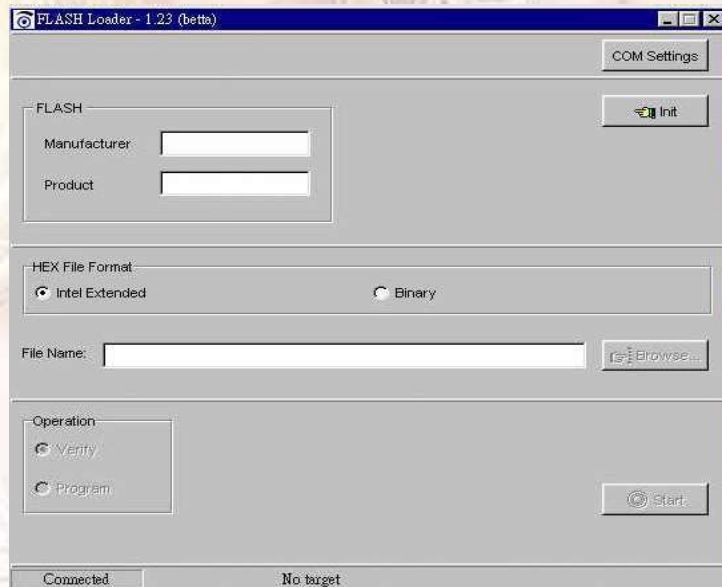 FLASH Loader - 1.23 (betta)
COM Settings
FLASH
Init
Manufacturer
Product
HEX File Format
Intel Extended
Binary
File Name:
Browse...
Operation
Verify
Program
Start
Connected
No target